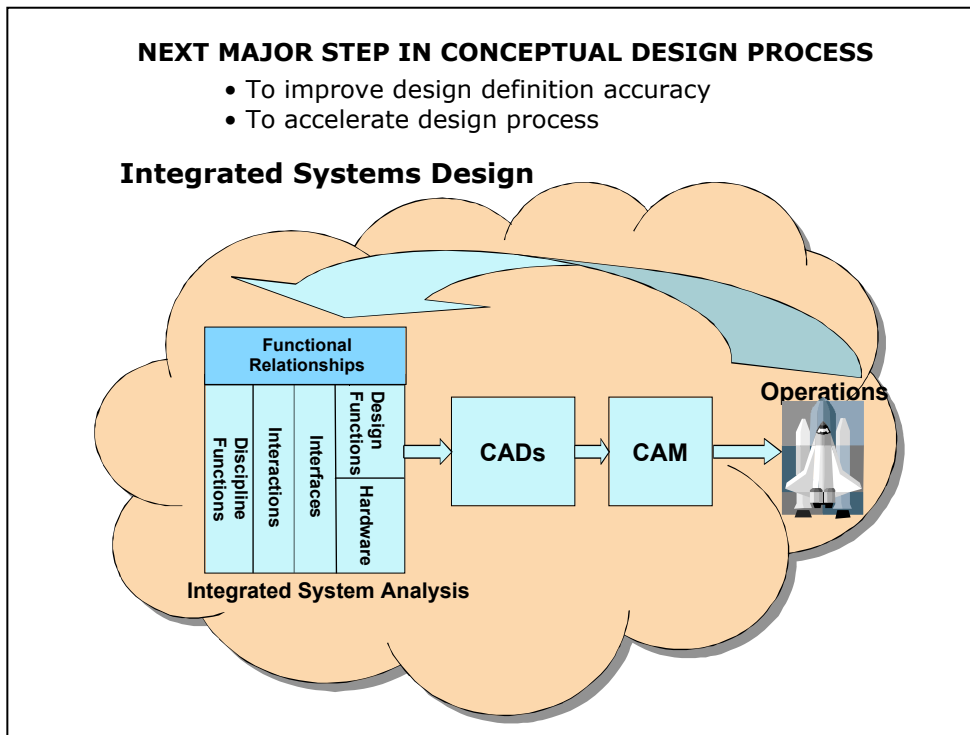 NEXT MAJOR STEP IN CONCEPTUAL DESIGN PROCESS
• To improve design definition accuracy
• To accelerate design process
Integrated Systems Design
Functional
Relationships
Discipline
Functions
Interactions
Interfaces
Design
Functions
Hardware
CADs
CAM
Operations
Integrated System Analysis